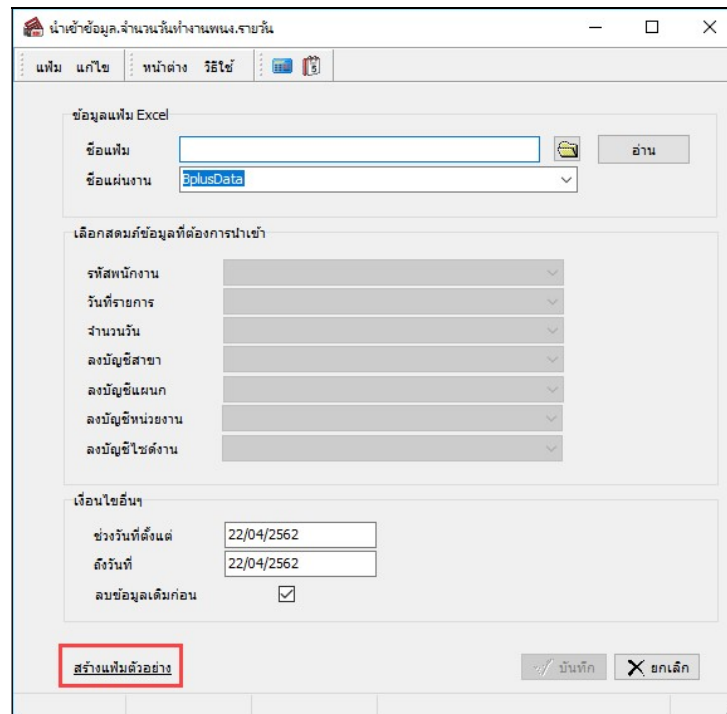 นำเข้าข้อมูล.จำนวนวันทำงานพนง.รายวัน
แฟ้ม แก้ไข หน้าต่าง วิธีใช้
5
ข้อมูลแฟ้ม Excel
ชื่อแฟ้ม อ่าน
ชื่อแผ่นงาน BplusData
เลือกสดมภ์ข้อมูลที่ต้องการนำเข้า
รหัสพนักงาน
วันที่รายการ
จำนวนวัน
ลงบัญชีสาขา
ลงบัญชีแผนก
ลงบัญชีหน่วยงาน
ลงบัญชีไซด์งาน
เงื่อนไขอื่นๆ
ช่วงวันที่ตั้งแต่ 22/04/2562
ถึงวันที่ 22/04/2562
ลบข้อมูลเดิมก่อน
สร้างแฟ้มตัวอย่าง บันทึก ยกเลิก